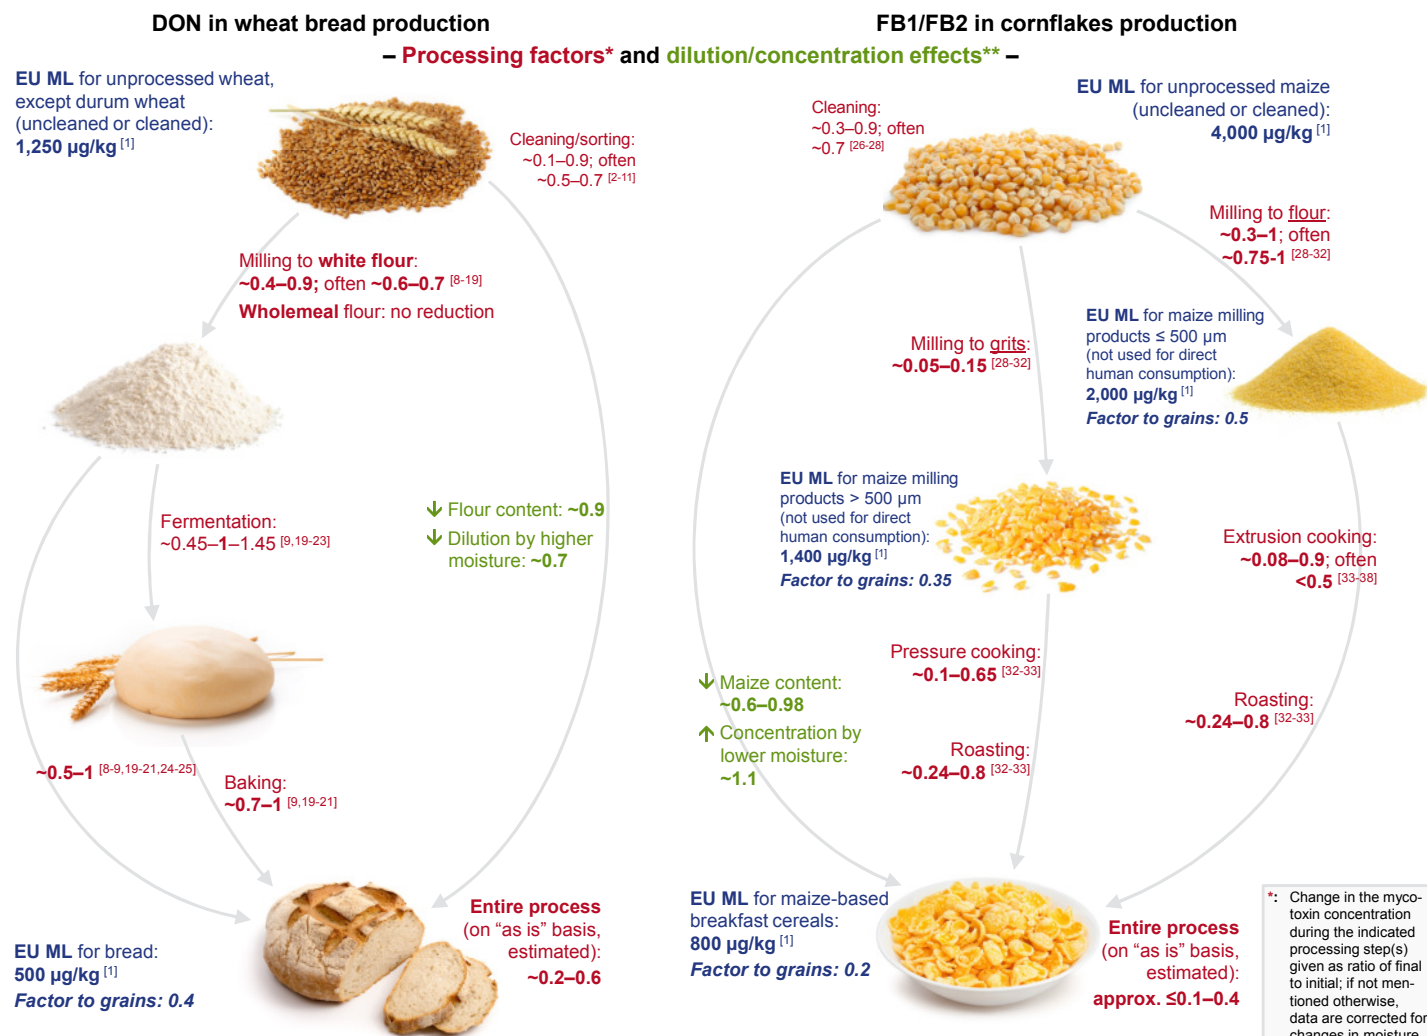 DON in wheat bread production
FB1/FB2 in cornflakes production
– Processing factors* and dilution/concentration effects** –
EU ML for unprocessed wheat,
except durum wheat
(uncleaned or cleaned):
1,250 µg/kg [1]
Cleaning/sorting:
~0.1–0.9; often
~0.5–0.7 [2-11]
Milling to white flour:
~0.4–0.9; often ~0.6–0.7 [8-19]
Wholemeal flour: no reduction
Fermentation:
~0.45–1–1.45 [9,19-23]
↓ Flour content: ~0.9
↓ Dilution by higher
moisture: ~0.7
~0.5–1 [8-9,19-21,24-25]
Baking:
~0.7–1 [9,19-21]
EU ML for bread:
500 µg/kg [1]
Factor to grains: 0.4
Entire process
(on “as is” basis,
estimated):
~0.2–0.6
Cleaning:
~0.3–0.9; often
~0.7 [26-28]
EU ML for unprocessed maize
(uncleaned or cleaned):
4,000 µg/kg [1]
Milling to flour:
~0.3–1; often
~0.75-1 [28-32]
Milling to grits:
~0.05–0.15 [28-32]
EU ML for maize milling
products ≤ 500 µm
(not used for direct
human consumption):
2,000 µg/kg [1]
Factor to grains: 0.5
EU ML for maize milling
products > 500 µm
(not used for direct
human consumption):
1,400 µg/kg [1]
Factor to grains: 0.35
Extrusion cooking:
~0.08–0.9; often
<0.5 [33-38]
Pressure cooking:
~0.1–0.65 [32-33]
↓ Maize content:
~0.6–0.98
↑ Concentration by
lower moisture:
~1.1
Roasting:
~0.24–0.8 [32-33]
Roasting:
~0.24–0.8 [32-33]
EU ML for maize-based
breakfast cereals:
800 µg/kg [1]
Factor to grains: 0.2
Entire process
(on “as is” basis,
estimated):
approx. ≤0.1–0.4
*: Change in the myco-
toxin concentration
during the indicated
processing step(s)
given as ratio of final
to initial; if not men-
tioned otherwise,
data are corrected for
changes in moisture